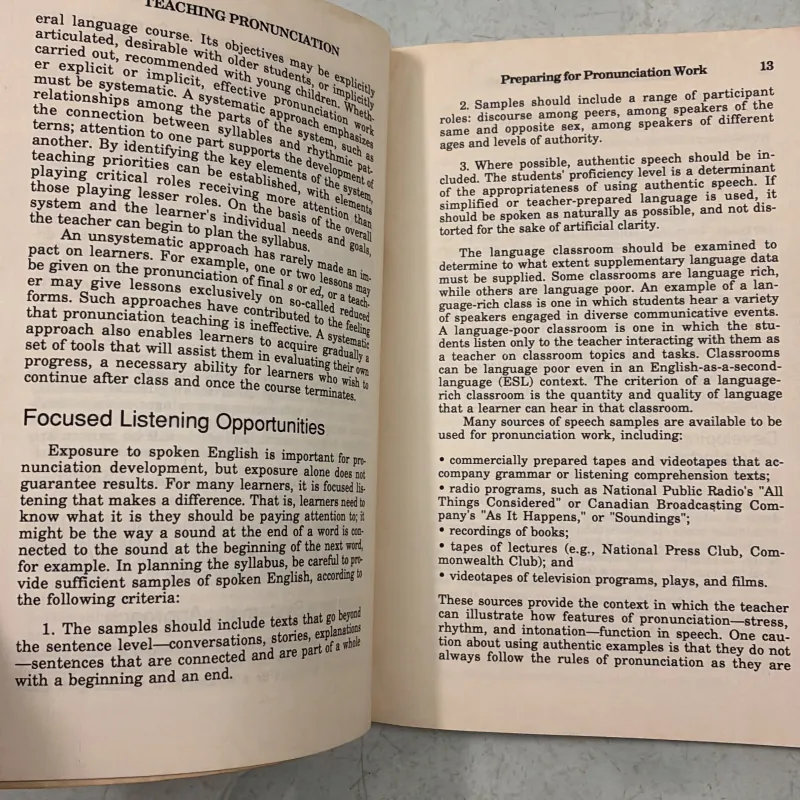 TEACHING PRONUNCIATION
eral language course. Its objectives may be explicitly
articulated, desirable with older students, or implicitly
carried out, recommended with young children. Wheth-
er explicit or implicit, effective pronunciation work
must be systematic. A systematic approach emphasizes
relationships among the parts of the system, such as
the connection between syllables and rhythmic pat-
terns; attention to one part supports the development of
another. By identifying the key elements of the system,
teaching priorities can be established, with elements
playing critical roles receiving more attention than
those playing lesser roles. On the basis of the overall
system and the learner's individual needs and goals,
the teacher can begin to plan the syllabus.
An unsystematic approach has rarely made an im-
pact on learners. For example, one or two lessons may
be given on the pronunciation of final s or ed, or a teach-
er may give lessons exclusively on so-called reduced
forms. Such approaches have contributed to the feeling
that pronunciation teaching is ineffective. A systematic
approach also enables learners to acquire gradually a
set of tools that will assist them in evaluating their own
progress, a necessary ability for learners who wish to
continue after class and once the course terminates.
Focused Listening Opportunities
Exposure to spoken English is important for pro-
nunciation development, but exposure alone does not
guarantee results. For many learners, it is focused lis-
tening that makes a difference. That is, learners need to
know what it is they should be paying attention to; it
might be the way a sound at the end of a word is con-
nected to the sound at the beginning of the next word,
for example. In planning the syllabus, be careful to pro-
vide sufficient samples of spoken English, according to
the following criteria:
1. The samples should include texts that go beyond
the sentence level—conversations, stories, explanations
—sentences that are connected and are part of a whole
with a beginning and an end.
Preparing for Pronunciation Work 13
2. Samples should include a range of participant
roles: discourse among peers, among speakers of the
same and opposite sex, among speakers of different
ages and levels of authority.
3. Where possible, authentic speech should be in-
cluded. The students' proficiency level is a determinant
of the appropriateness of using authentic speech. If
simplified or teacher-prepared language is used, it
should be spoken as naturally as possible, and not dis-
torted for the sake of artificial clarity.
The language classroom should be examined to
determine to what extent supplementary language data
must be supplied. Some classrooms are language rich,
while others are language poor. An example of a lan-
guage-rich class is one in which students hear a variety
of speakers engaged in diverse communicative events.
A language-poor classroom is one in which the stu-
dents listen only to the teacher interacting with them as
a teacher on classroom topics and tasks. Classrooms
can be language poor even in an English-as-a-second-
language (ESL) context. The criterion of a language-
rich classroom is the quantity and quality of language
that a learner can hear in that classroom.
Many sources of speech samples are available to be
used for pronunciation work, including:
• commercially prepared tapes and videotapes that ac-
company grammar or listening comprehension texts;
• radio programs, such as National Public Radio's "All
Things Considered" or Canadian Broadcasting Com-
pany's "As It Happens," or "Soundings";
• recordings of books;
• tapes of lectures (e.g., National Press Club, Com-
monwealth Club); and
• videotapes of television programs, plays, and films.
These sources provide the context in which the teacher
can illustrate how features of pronunciation—stress,
rhythm, and intonation—function in speech. One cau-
tion about using authentic examples is that they do not
always follow the rules of pronunciation as they are